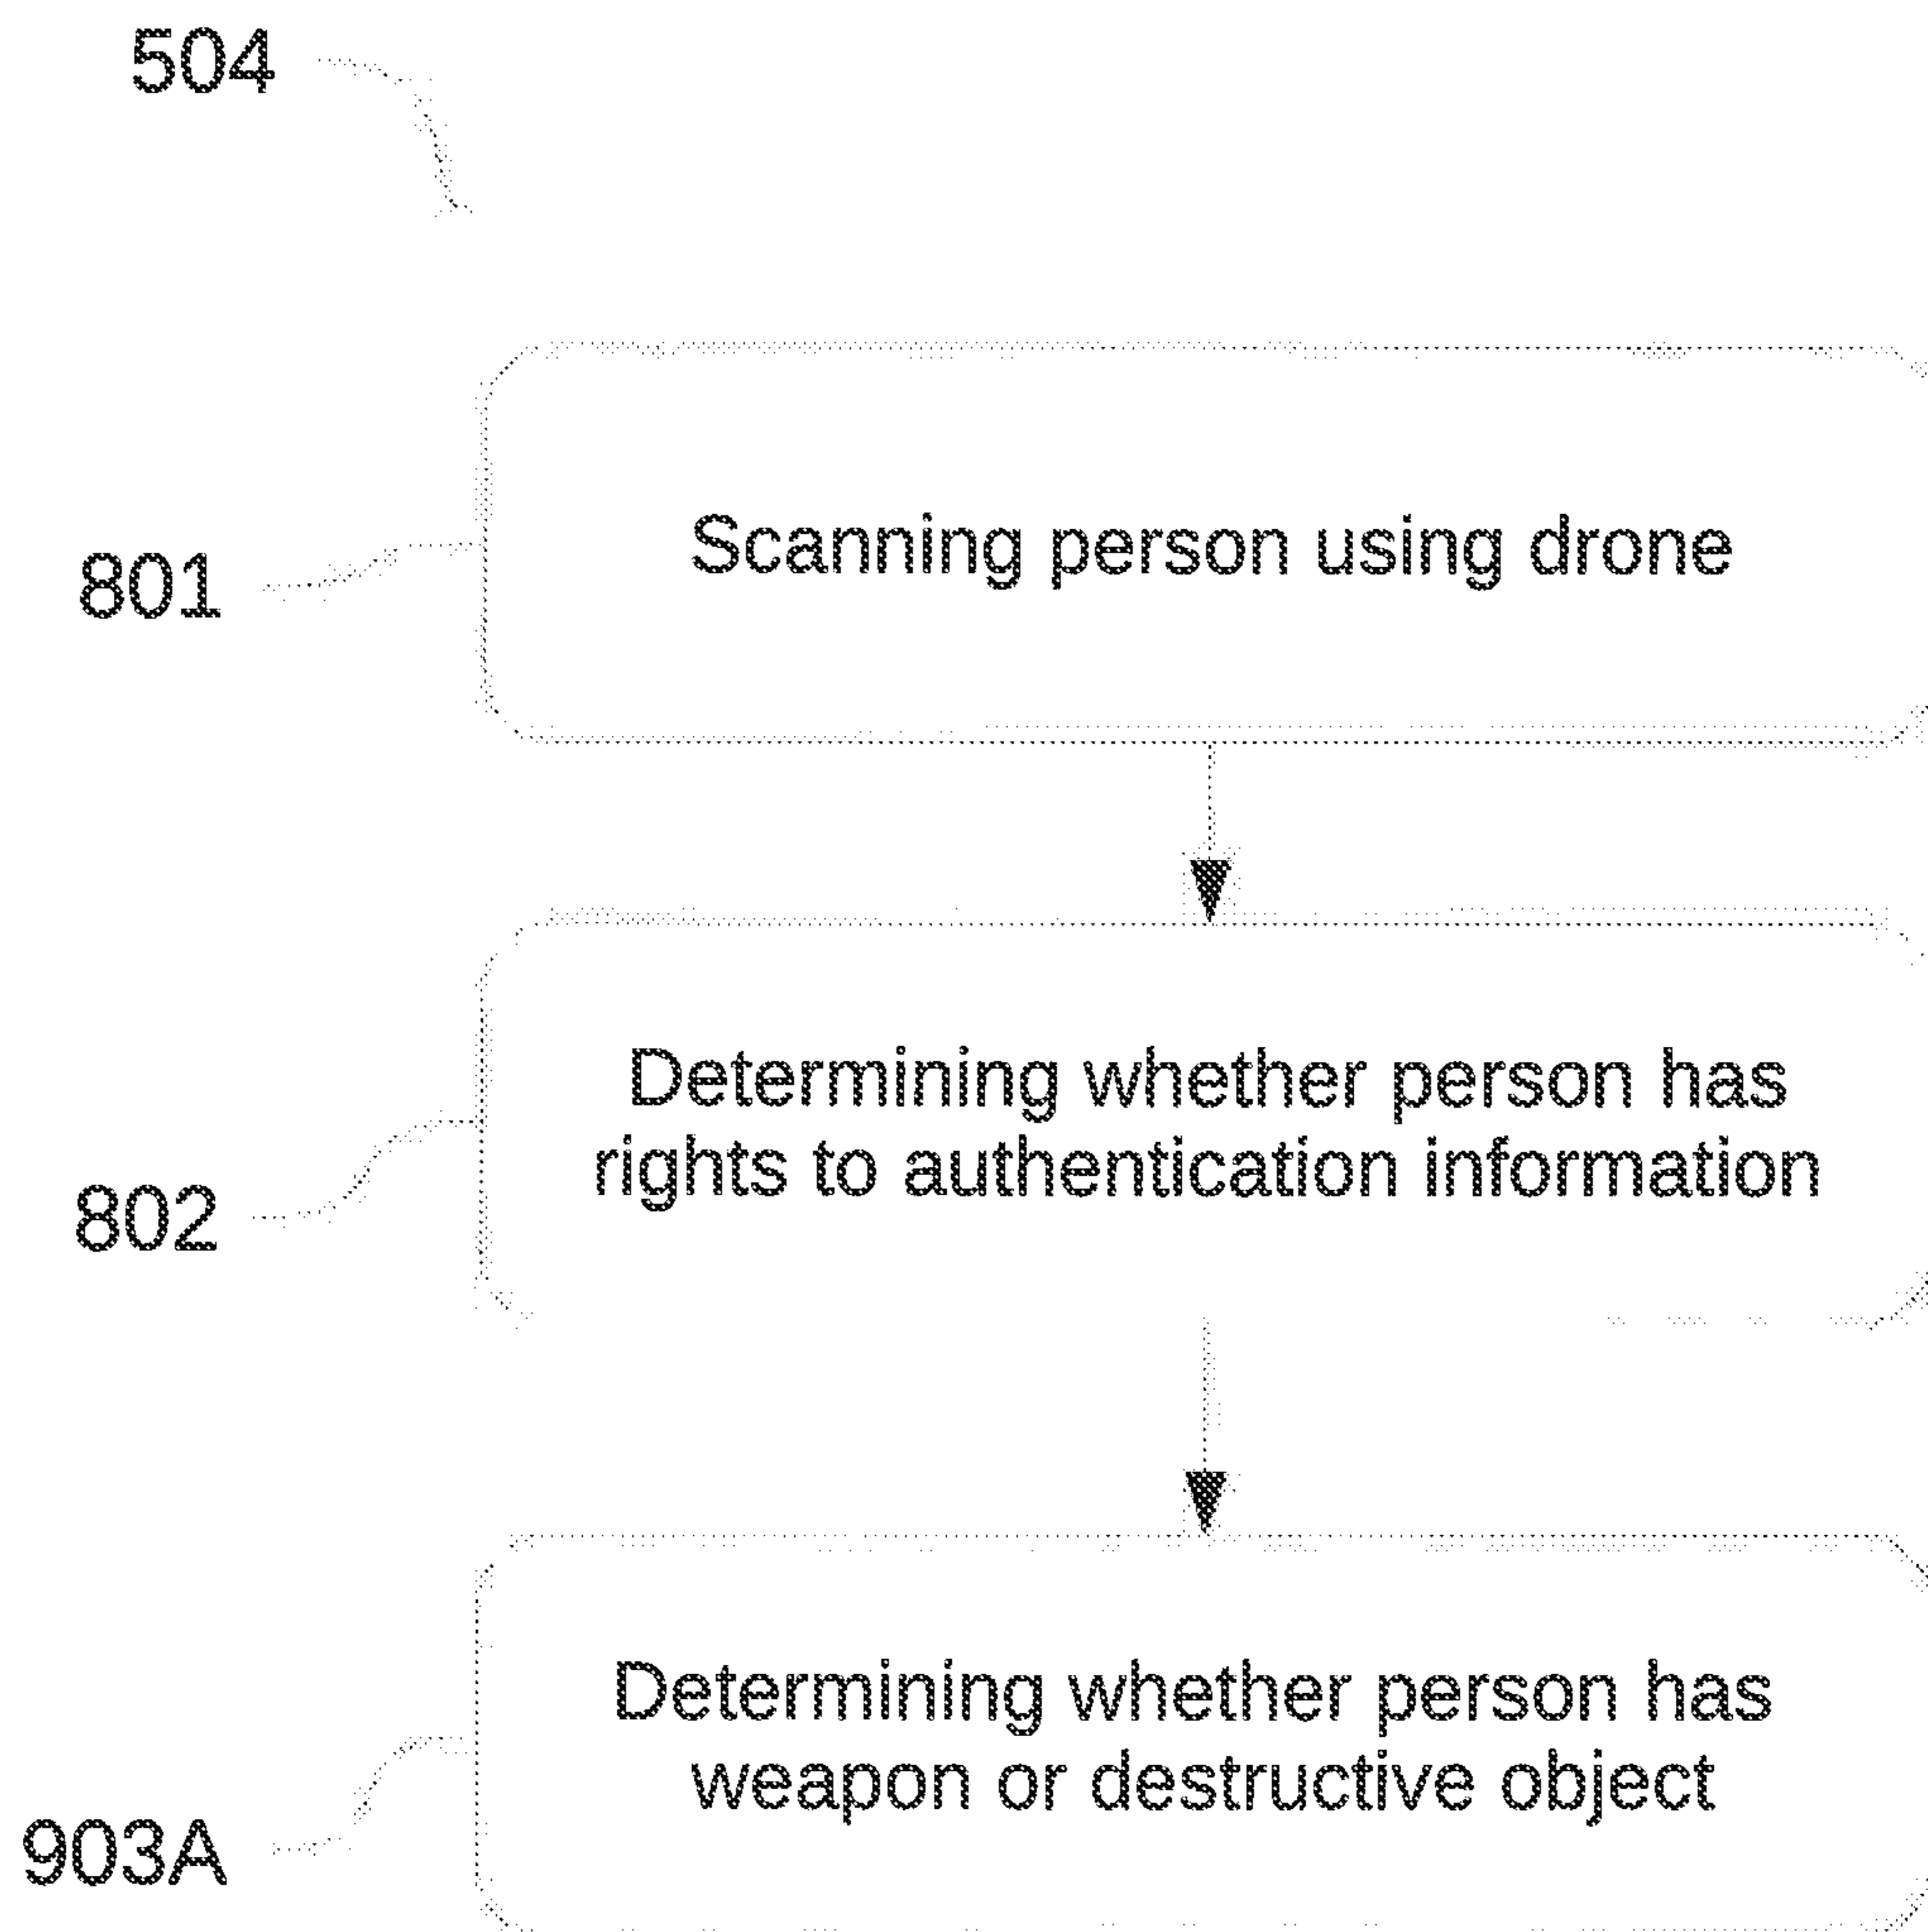 504
801
Scanning person using drone
802
Determining whether person has
rights to authentication information
903A
Determining whether person has
weapon or destructive object